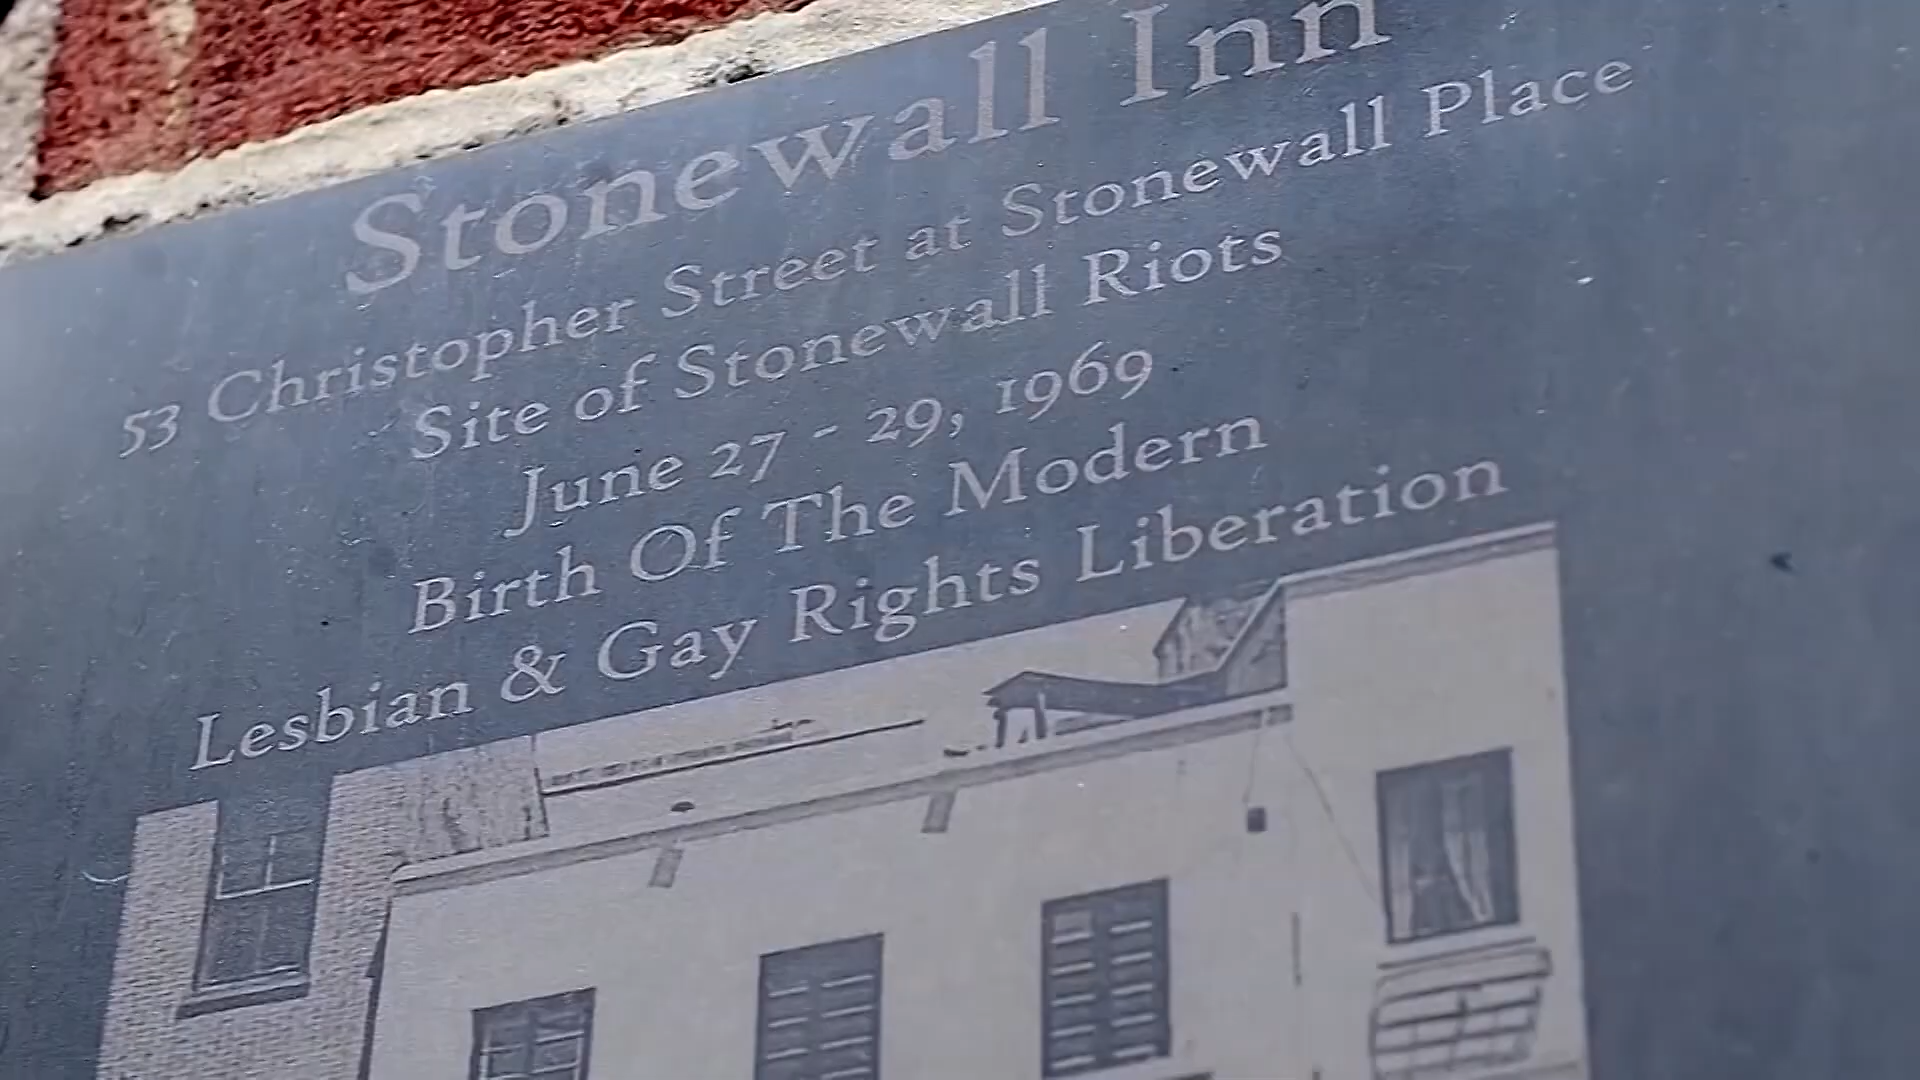 Stonewall Inn
53 Christopher Street at Stonewall Place
Site of Stonewall Riots
June 27 - 29, 1969
Birth Of The Modern
Lesbian & Gay Rights Liberation